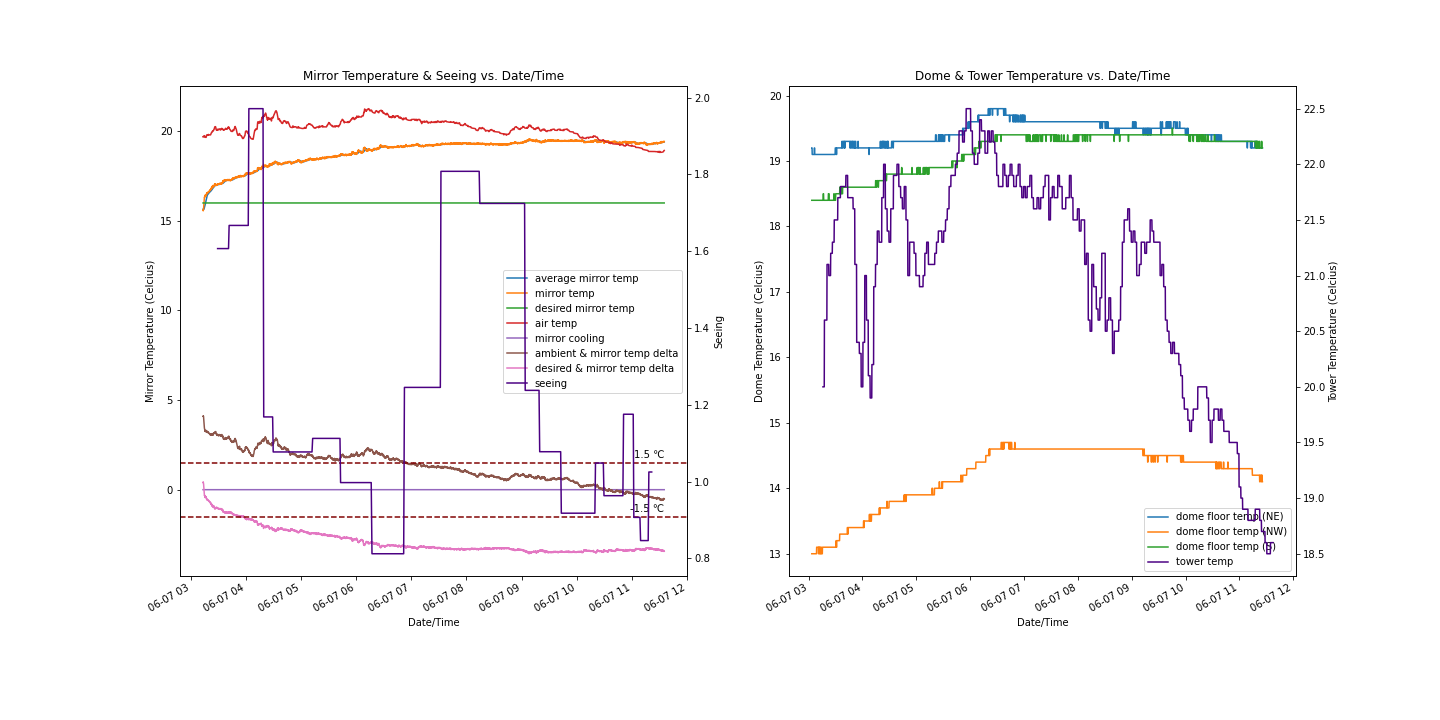 Mirror Temperature & Seeing vs. Date/Time
Mirror Temperature (Celcius)
20
15
10
5
0
2.0
1.8
1.6
1.4
1.2
1.0
0.8
Seeing
average mirror temp
mirror temp
desired mirror temp
air temp
mirror cooling
ambient & mirror temp delta
desired & mirror temp delta
seeing
1.5 °C
-1.5 °C
06-07 03
06-07 04
06-07 05
06-07 06
06-07 07
06-07 08
06-07 09
06-07 10
06-07 11
06-07 12
Date/Time
Dome & Tower Temperature vs. Date/Time
Dome Temperature (Celcius)
20
19
18
17
16
15
14
13
22.5
22.0
21.5
21.0
20.5
20.0
19.5
19.0
18.5
Tower Temperature (Celcius)
dome floor temp (NE)
dome floor temp (NW)
dome floor temp (S)
tower temp
06-07 03
06-07 04
06-07 05
06-07 06
06-07 07
06-07 08
06-07 09
06-07 10
06-07 11
06-07 12
Date/Time